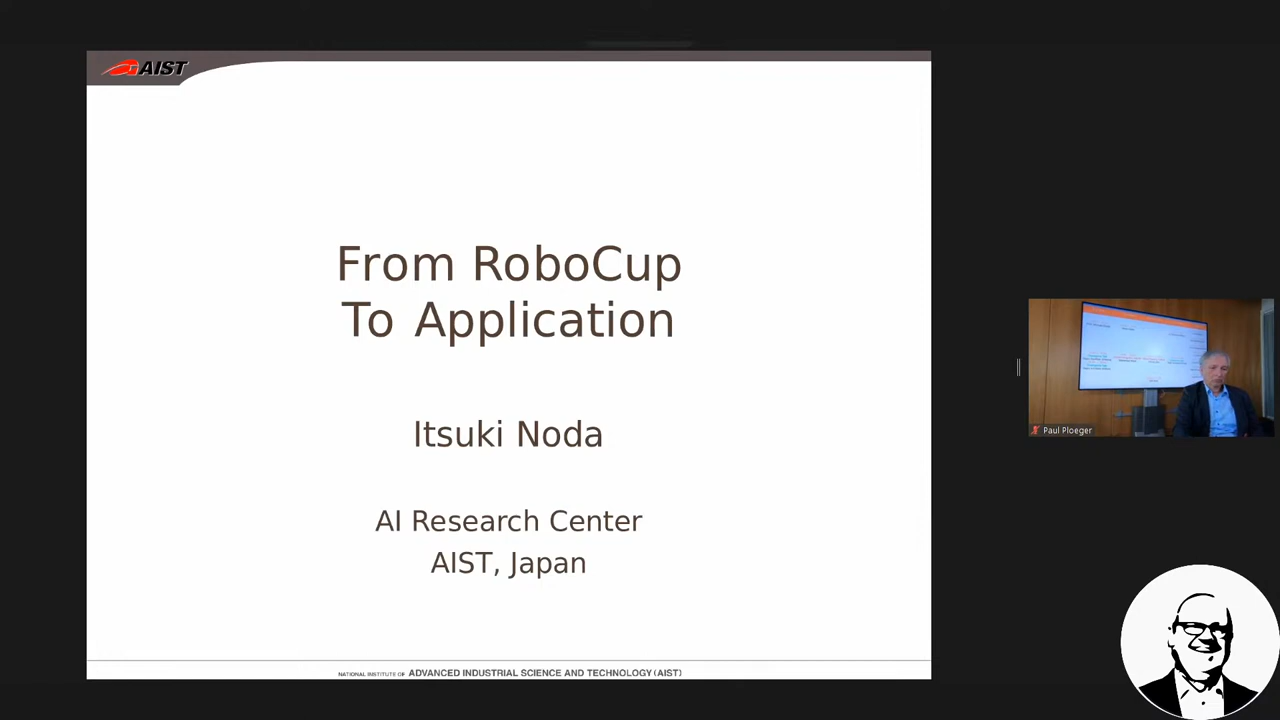 AIST
From RoboCup
To Application
Itsuki Noda
AI Research Center
AIST, Japan
NATIONAL INSTITUTE OF ADVANCED INDUSTRIAL SCIENCE AND TECHNOLOGY (AIST)
Paul Ploeger